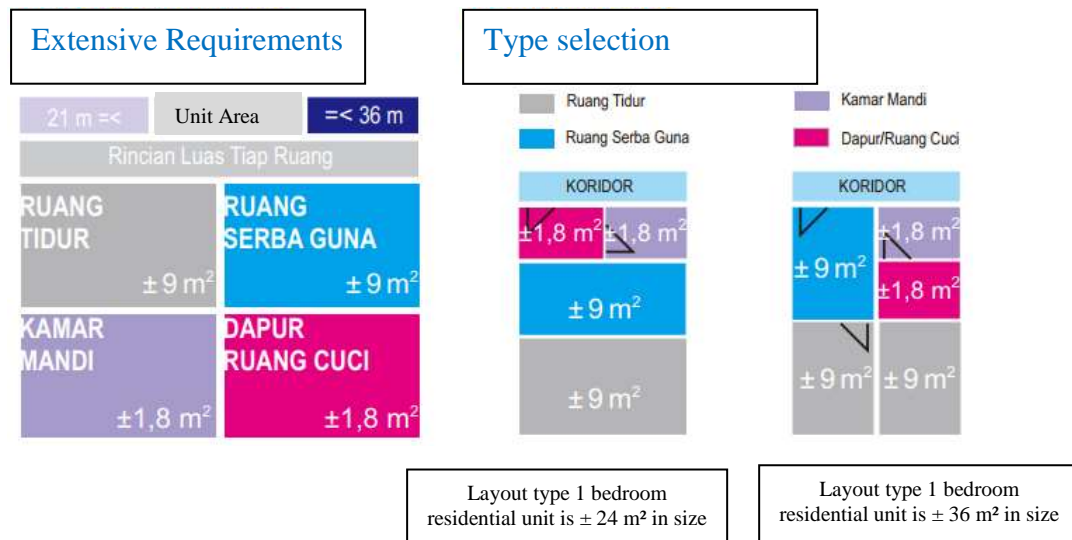 Extensive Requirements
Type selection
21 m =<
Unit Area
=< 36 m
Rincian Luas Tiap Ruang
RUANG
TIDUR
± 9 m²
RUANG
SERBA GUNA
± 9 m²
KAMAR
MANDI
±1,8 m²
DAPUR
RUANG CUCI
±1,8 m²
Ruang Tidur
Ruang Serba Guna
Kamar Mandi
Dapur/Ruang Cuci
KORIDOR
±1,8 m²
±1,8 m²
± 9 m²
± 9 m²
KORIDOR
± 9 m²
±1,8 m²
±1,8 m²
± 9 m²
± 9 m²
Layout type 1 bedroom
residential unit is ± 24 m² in size
Layout type 1 bedroom
residential unit is ± 36 m² in size